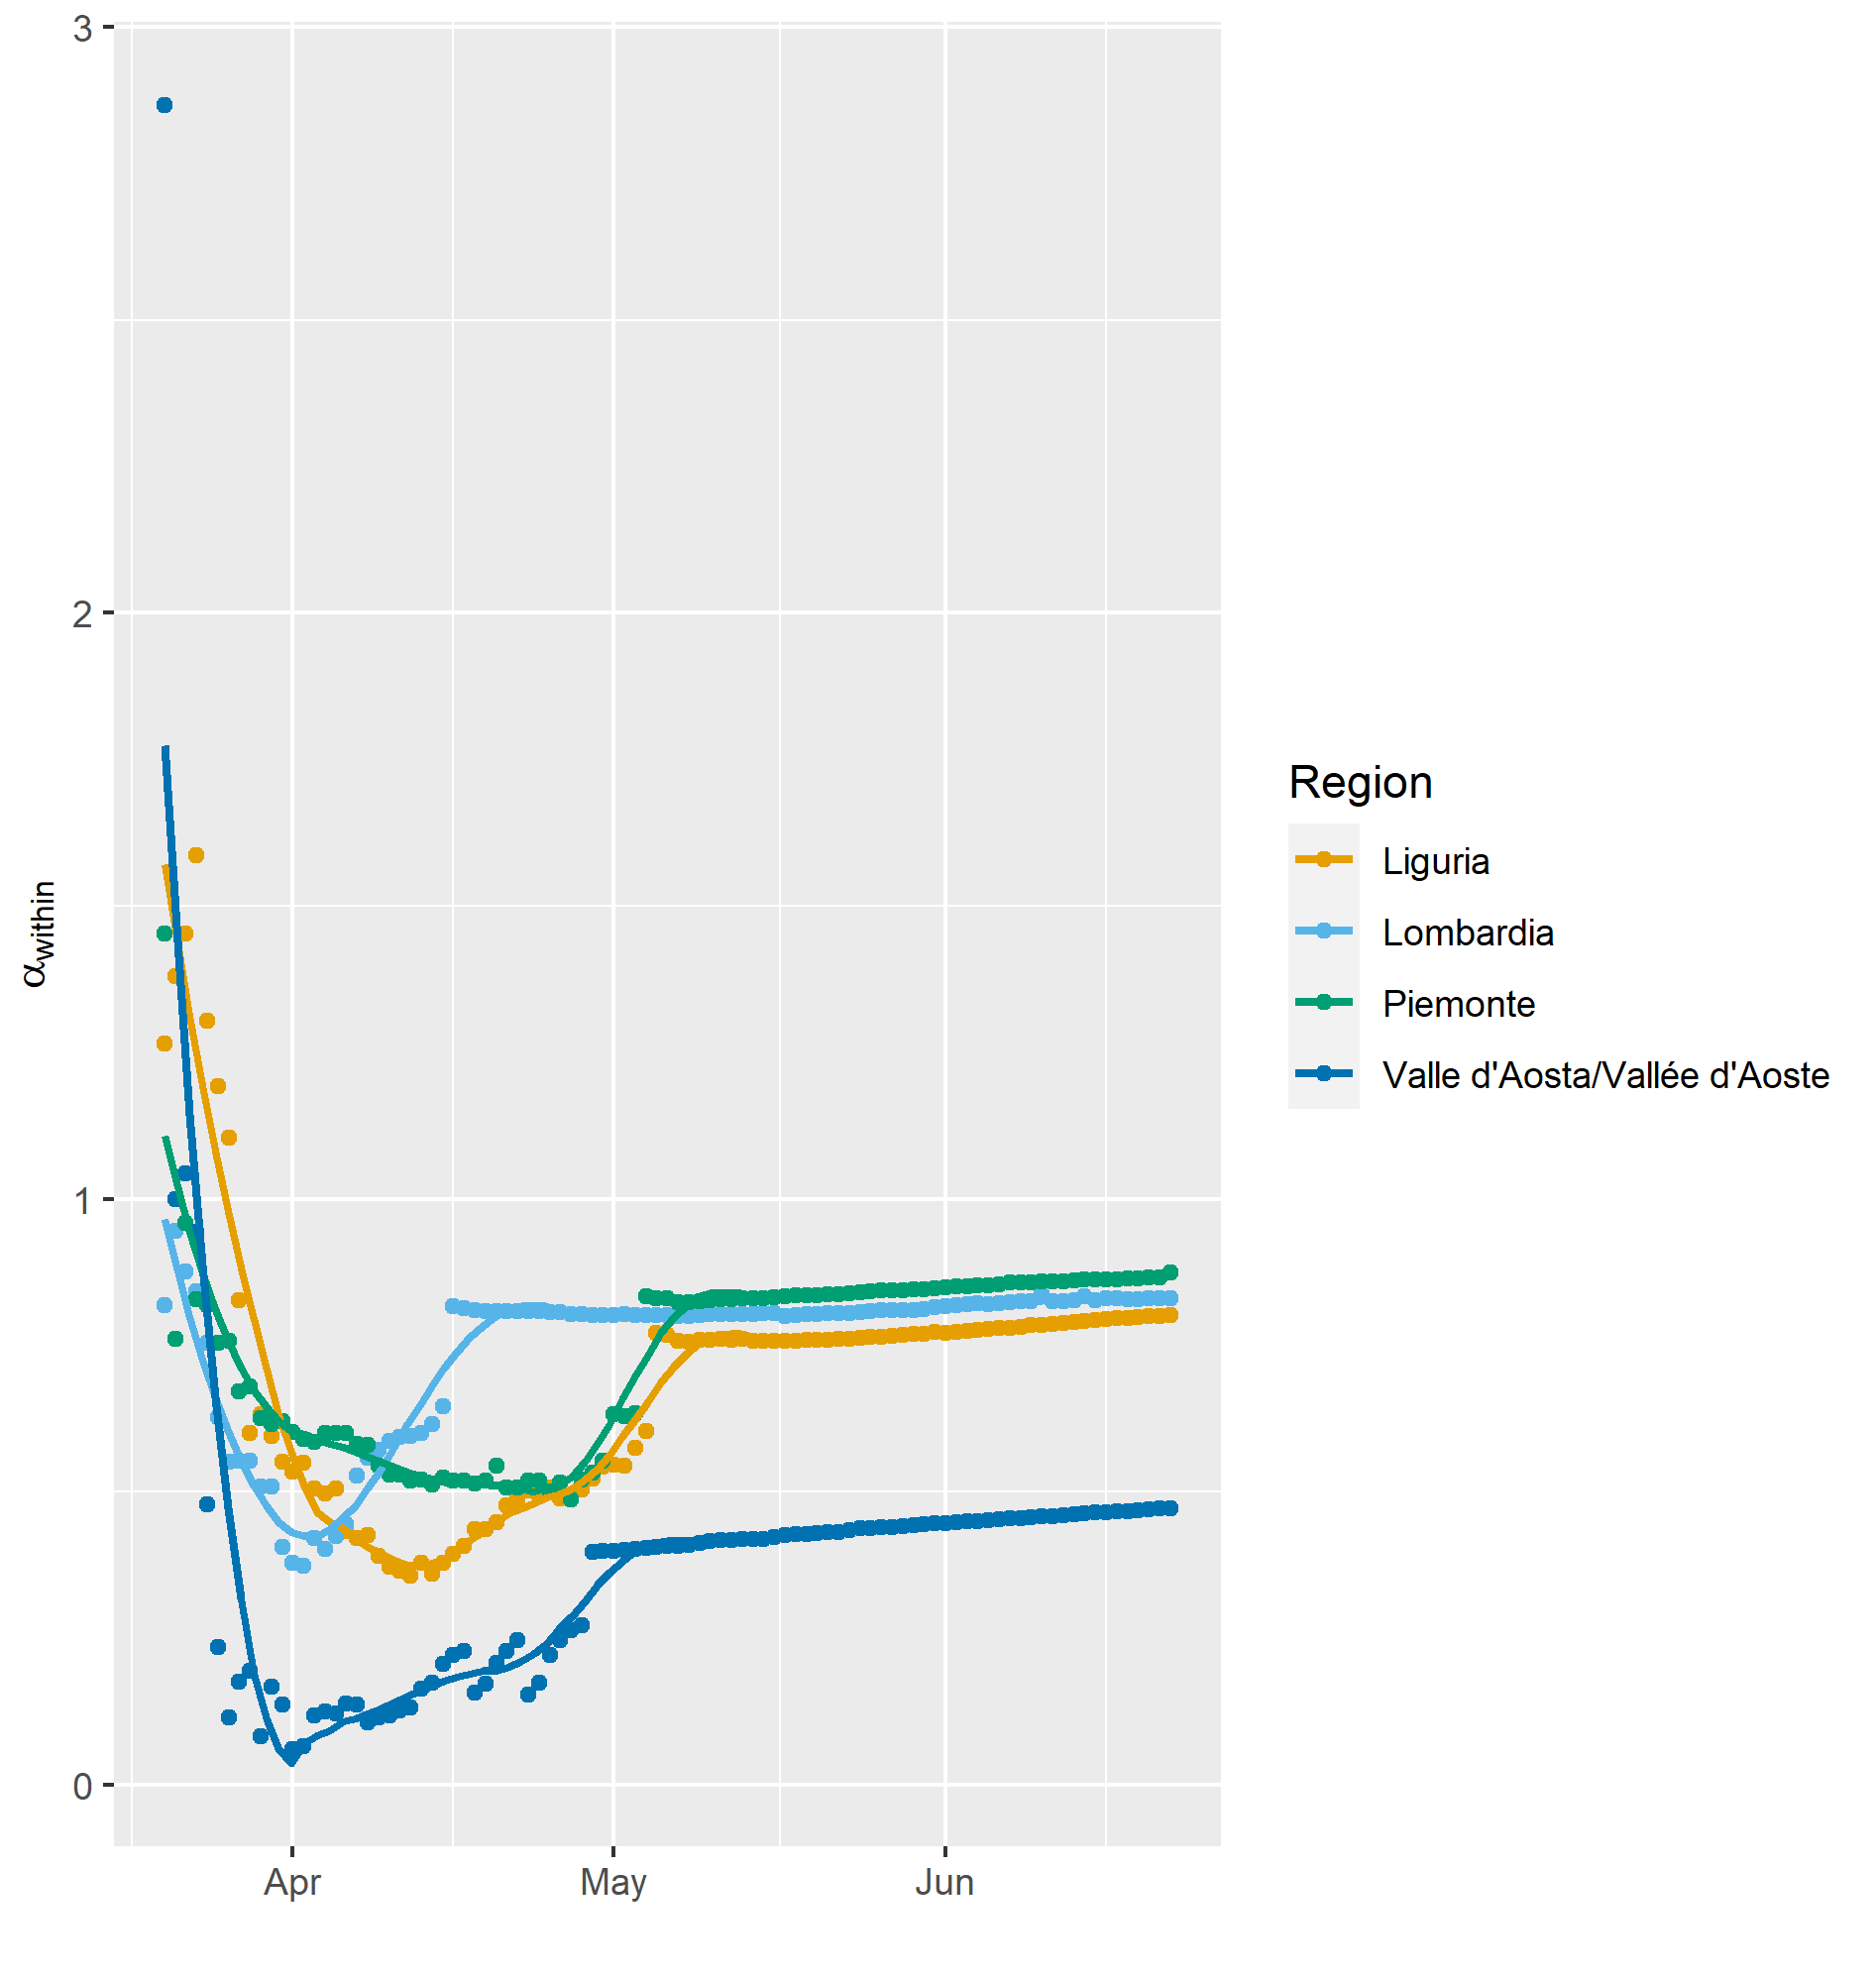 3
2
1
0
αwithin
Apr May Jun
Region
Liguria
Lombardia
Piemonte
Valle d'Aosta/Vallée d'Aoste